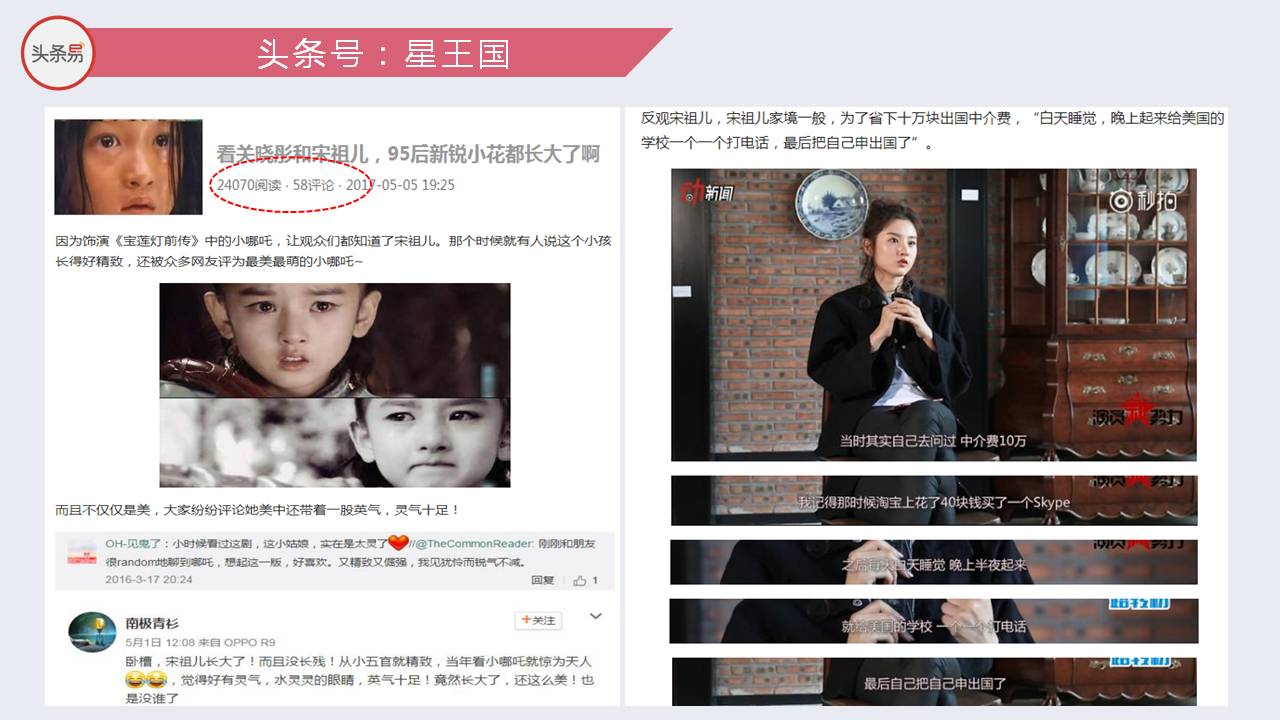 头条易
头条号：星王国
看关晓彤和宋祖儿，95后新锐小花都长大了啊
24070阅读 · 58评论 · 2017-05-05 19:25
因为饰演《宝莲灯前传》中的小哪吒，让观众们都知道了宋祖儿。那个时候就有人说这个小孩
长得好精致，还被众多网友评为最美最萌的小哪吒~
而且不仅仅是美，大家纷纷评论她美中还带着一股英气，灵气十足！
OH-见鬼了：小时候看过这剧，这小姑娘，实在是太灵了❤//@TheCommonReader: 刚刚和朋友
很random地聊到哪吒，想起这一版，好喜欢。又精致又倔强，我见犹怜而锐气不减。
2016-3-17 20:24
回复 1
南极青衫
+关注
5月1日 12:08 来自 OPPO R9
卧槽，宋祖儿长大了！而且没长残！从小五官就精致，当年看小哪吒就惊为天人
😂😂，觉得好有灵气，水灵灵的眼睛，英气十足！竟然长大了，还这么美！也
是没谁了
反观宋祖儿，宋祖儿家境一般，为了省下十万块出国中介费，“白天睡觉，晚上起来给美国的
学校一个一个打电话，最后把自己申出国了”。
动新闻
秒拍
演员我努力
当时其实自己去问过 中介费10万
我记得那时候淘宝上花了40块钱买了一个Skype
之后每天白天睡觉 晚上半夜起来
就给美国的学校 一个一个打电话
最后自己把自己申出国了